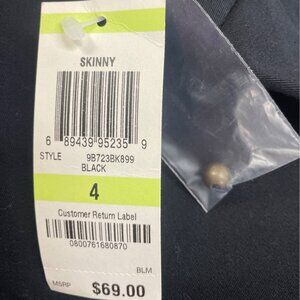 SKINNY
6 89439 95235 9
STYLE 9B723BK899
BLACK
4
Customer Return Label
0800761680870
BLM
MSRP $69.00